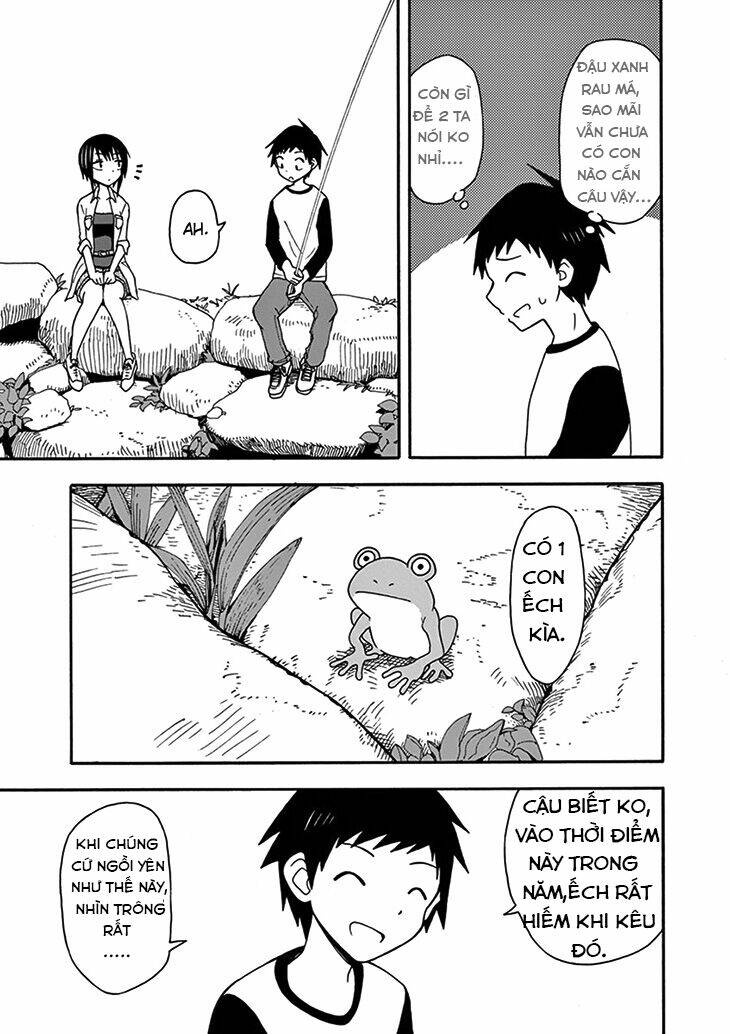 ĐẬU XANH
RAU MÁ,
SAO MÃI
VẪN CHƯA
CÓ CON
NÀO CẮN
CÂU VẬY...
CÒN GÌ
ĐỂ 2 TA
NÓI KO
NHỈ....
AH.
CÓ 1
CON
ẾCH
KÌA.
CẬU BIẾT KO,
VÀO THỜI ĐIỂM
NÀY TRONG
NĂM,ẾCH RẤT
HIẾM KHI KÊU
ĐÓ.
KHI CHÚNG
CỨ NGỒI YÊN
NHƯ THẾ NÀY,
NHÌN TRÔNG
RẤT
.....